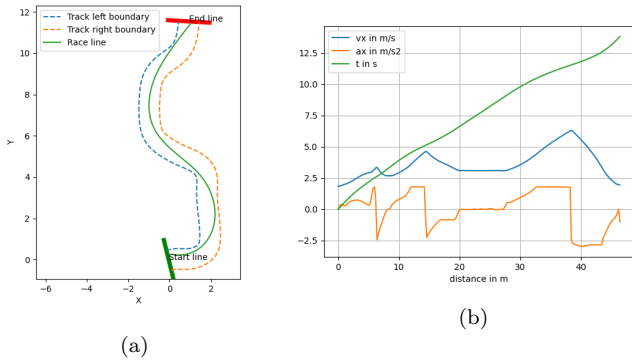 Track left boundary
Track right boundary
Race line
End line
Start line
12
10
8
6
4
2
0
Y
−6
−4
−2
0
2
X
(a)
vx in m/s
ax in m/s2
t in s
12.5
10.0
7.5
5.0
2.5
0.0
−2.5
0
10
20
30
40
distance in m
(b)